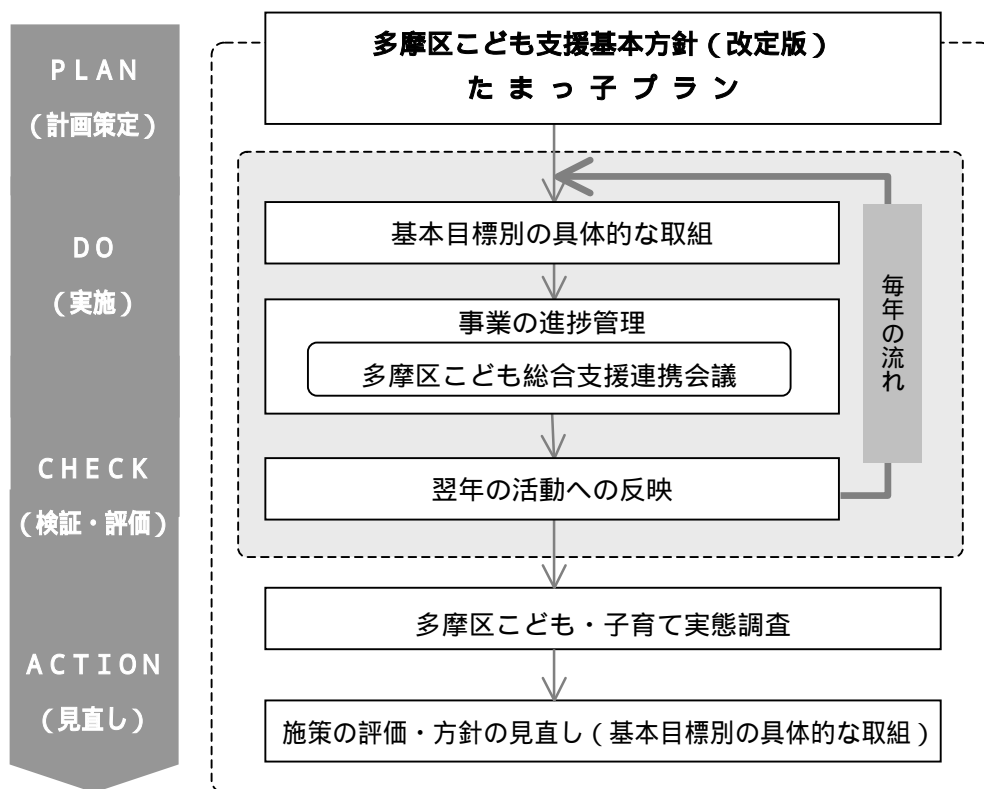 PLAN
（計画策定）
DO
（実施）
CHECK
（検証・評価）
ACTION
（見直し）
多摩区こども支援基本方針（改定版）
たまっ子プラン
基本目標別の具体的な取組
事業の進捗管理
多摩区こども総合支援連携会議
翌年の活動への反映
毎年の流れ
多摩区こども・子育て実態調査
施策の評価・方針の見直し（基本目標別の具体的な取組）